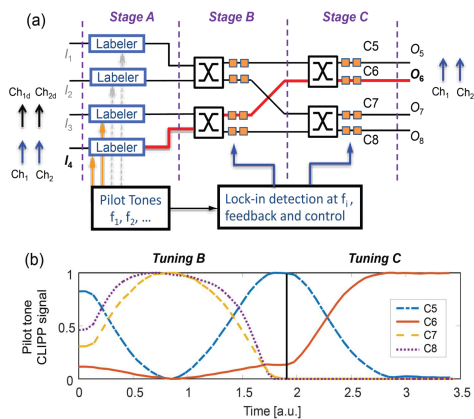 (a)
Stage A Stage B Stage C
I1 Labeler C5 O5
I2 Labeler C6 O6
Ch1d Ch2d
I3 Labeler C7 O7
Ch1 Ch2
I4 Labeler C8 O8
Ch1 Ch2
Pilot Tones
f1, f2, ...
Lock-in detection at fi,
feedback and control
(b) Tuning B Tuning C
Pilot tone
CLIPP signal
1
0.5
0
C5
C6
C7
C8
0 0.5 1 1.5 2 2.5 3 3.5
Time [a.u.]